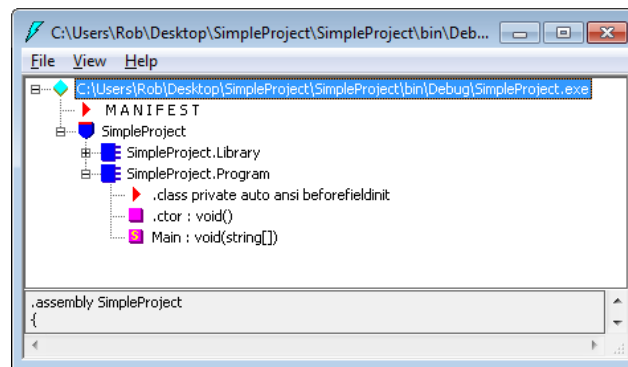 C:\Users\Rob\Desktop\SimpleProject\SimpleProject\bin\Deb...
File View Help
C:\Users\Rob\Desktop\SimpleProject\SimpleProject\bin\Debug\SimpleProject.exe
MANIFEST
SimpleProject
SimpleProject.Library
SimpleProject.Program
.class private auto ansi beforefieldinit
.ctor : void()
S Main : void(string[])
.assembly SimpleProject
{